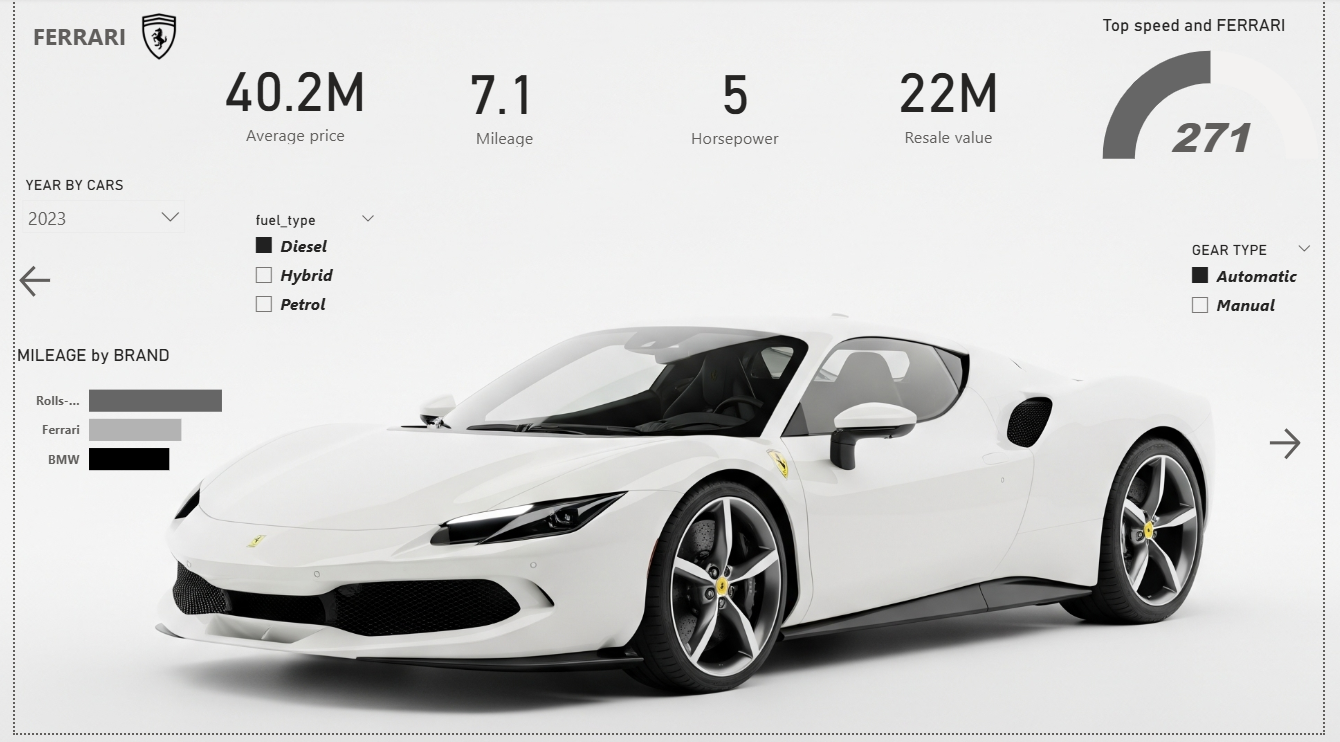 FERRARI
40.2M
Average price
7.1
Mileage
5
Horsepower
22M
Resale value
Top speed and FERRARI
271
YEAR BY CARS
2023
fuel_type
Diesel
Hybrid
Petrol
GEAR TYPE
Automatic
Manual
MILEAGE by BRAND
Rolls-...
Ferrari
BMW